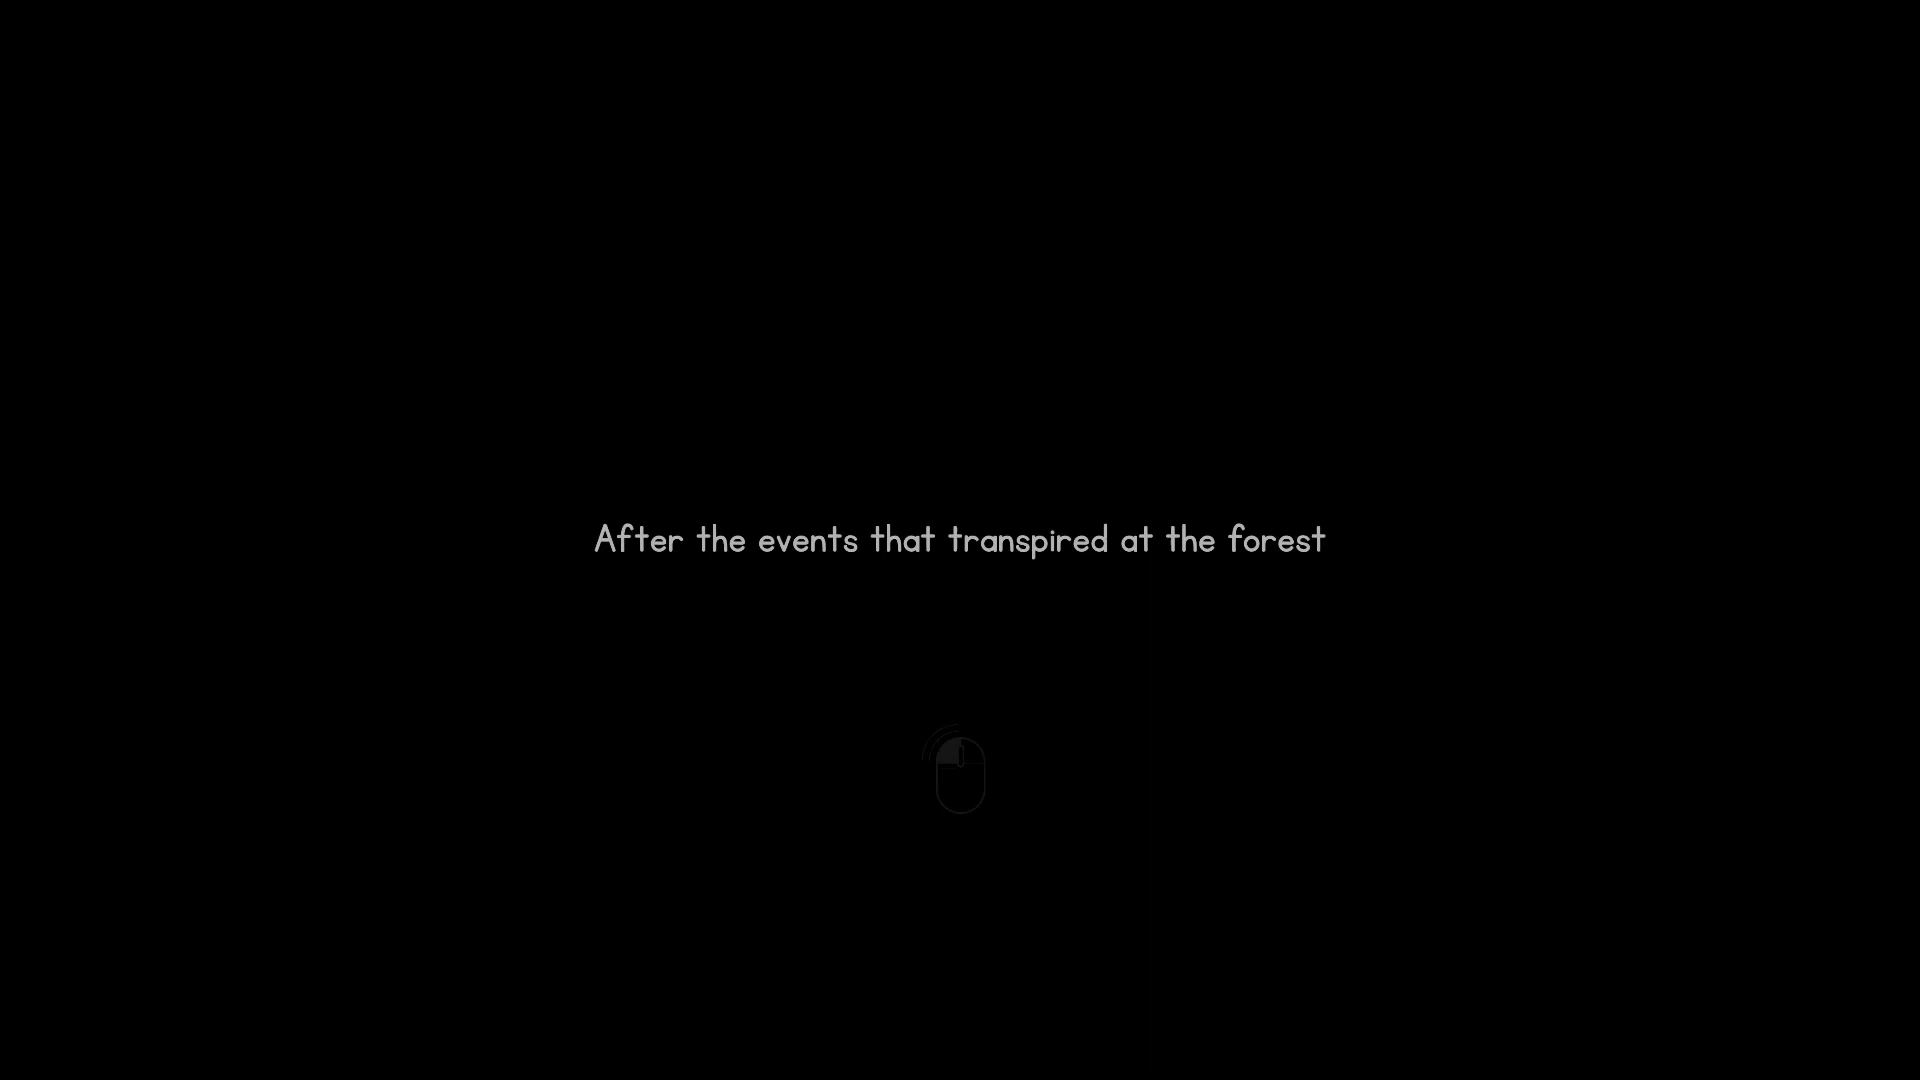 After the events that transpired at the forest